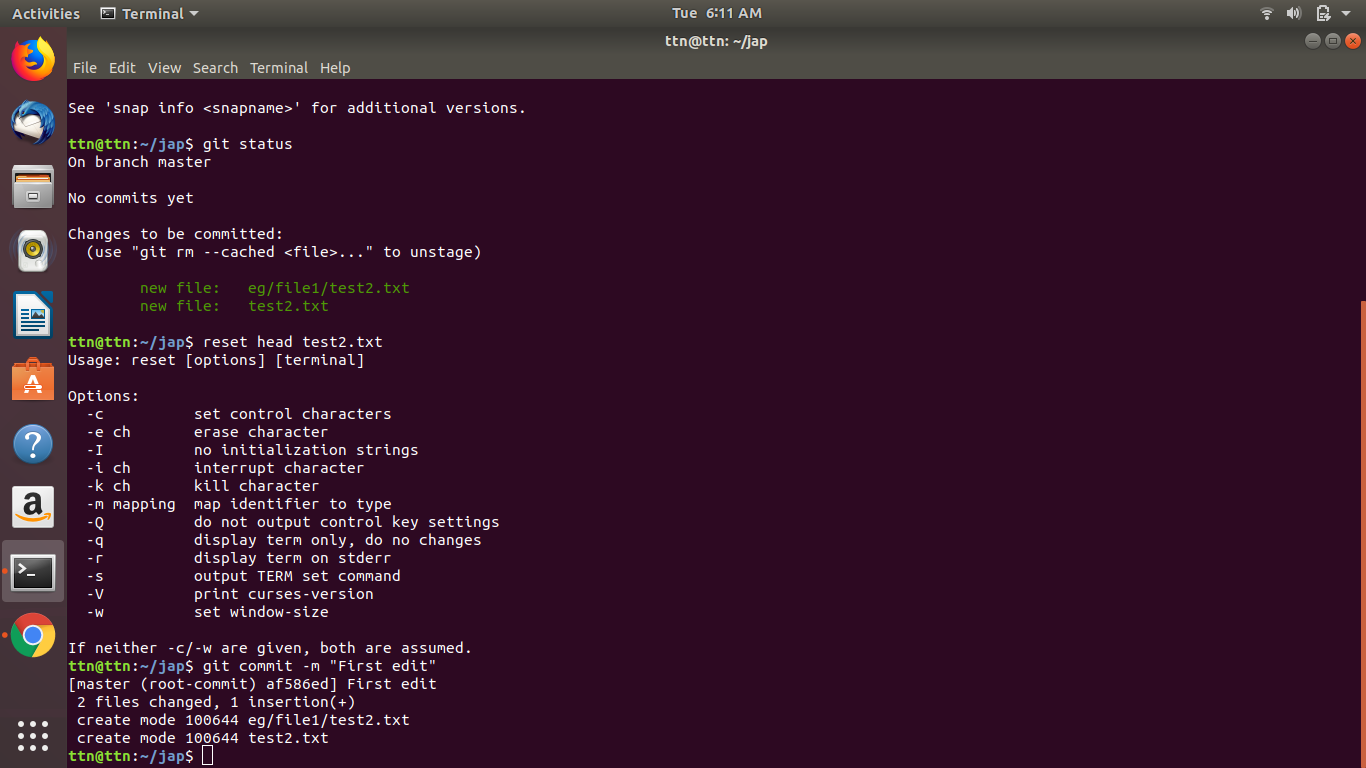 Activities Terminal Tue 6:11 AM
ttn@ttn: ~/jap
File Edit View Search Terminal Help
See 'snap info <snapname>' for additional versions.
ttn@ttn:~/jap$ git status
On branch master
No commits yet
Changes to be committed:
  (use "git rm --cached <file>..." to unstage)
        new file:   eg/file1/test2.txt
        new file:   test2.txt
ttn@ttn:~/jap$ reset head test2.txt
Usage: reset [options] [terminal]
Options:
  -c          set control characters
  -e ch       erase character
  -I          no initialization strings
  -i ch       interrupt character
  -k ch       kill character
  -m mapping  map identifier to type
  -Q          do not output control key settings
  -q          display term only, do no changes
  -r          display term on stderr
  -s          output TERM set command
  -V          print curses-version
  -w          set window-size
If neither -c/-w are given, both are assumed.
ttn@ttn:~/jap$ git commit -m "First edit"
[master (root-commit) af586ed] First edit
 2 files changed, 1 insertion(+)
 create mode 100644 eg/file1/test2.txt
 create mode 100644 test2.txt
ttn@ttn:~/jap$